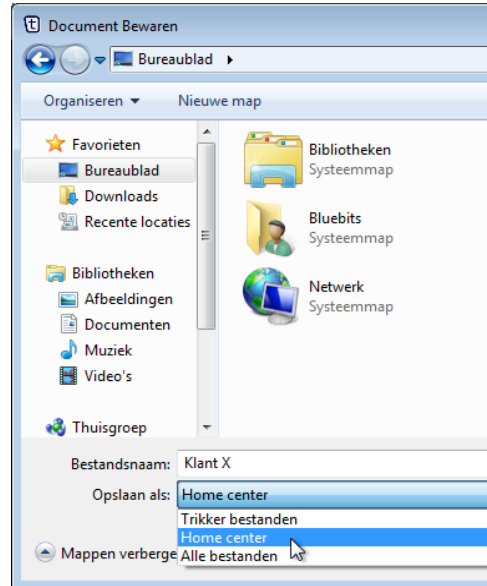 Document Bewaren
Bureaublad
Organiseren Nieuwe map
Favorieten
Bureaublad
Downloads
Recente locaties
Bibliotheken
Afbeeldingen
Documenten
Muziek
Video's
Thuisgroep
Bibliotheken
Systeemmap
Bluebits
Systeemmap
Netwerk
Systeemmap
Bestandsnaam: Klant X
Opslaan als: Home center
Trikker bestanden
Home center
Mappen verberge Alle bestanden